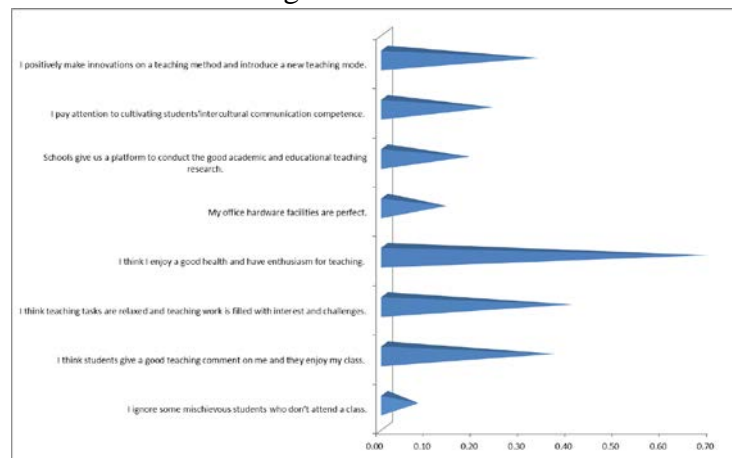 I positively make innovations on a teaching method and introduce a new teaching mode.
I pay attention to cultivating students'intercultural communication competence.
Schools give us a platform to conduct the good academic and educational teaching
research.
My office hardware facilities are perfect.
I think I enjoy a good health and have enthusiasm for teaching.
I think teaching tasks are relaxed and teaching work is filled with interest and challenges.
I think students give a good teaching comment on me and they enjoy my class.
I ignore some mischievous students who don't attend a class.
0.00 0.10 0.20 0.30 0.40 0.50 0.60 0.70